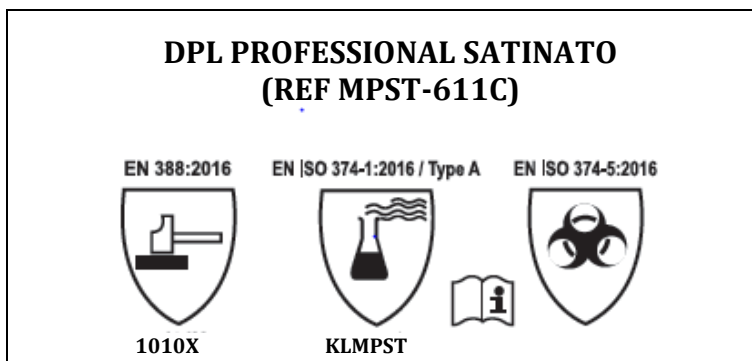 DPL PROFESSIONAL SATINATO
(REF MPST-611C)
EN 388:2016 EN ISO 374-1:2016 / Type A EN ISO 374-5:2016
i
1010X KLMPST